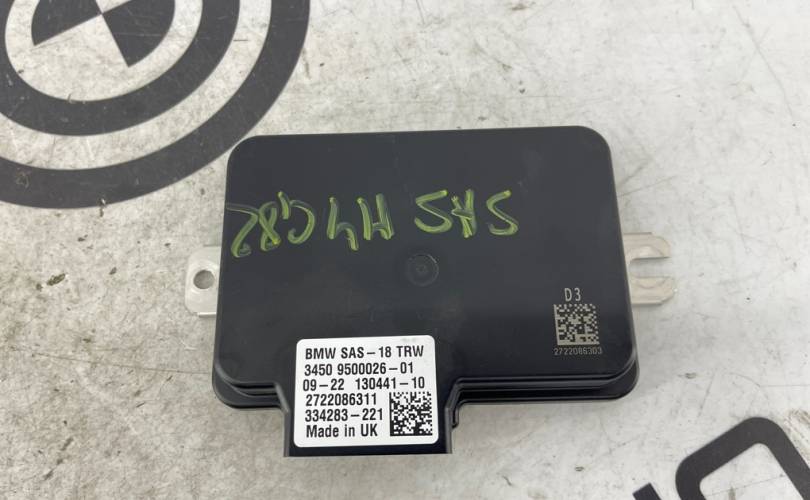 SAS M4 G82
D3
2722086303
BMW SAS-18 TRW
3450 9500026-01
09-22 130441-10
2722086311
334283-221
Made in UK